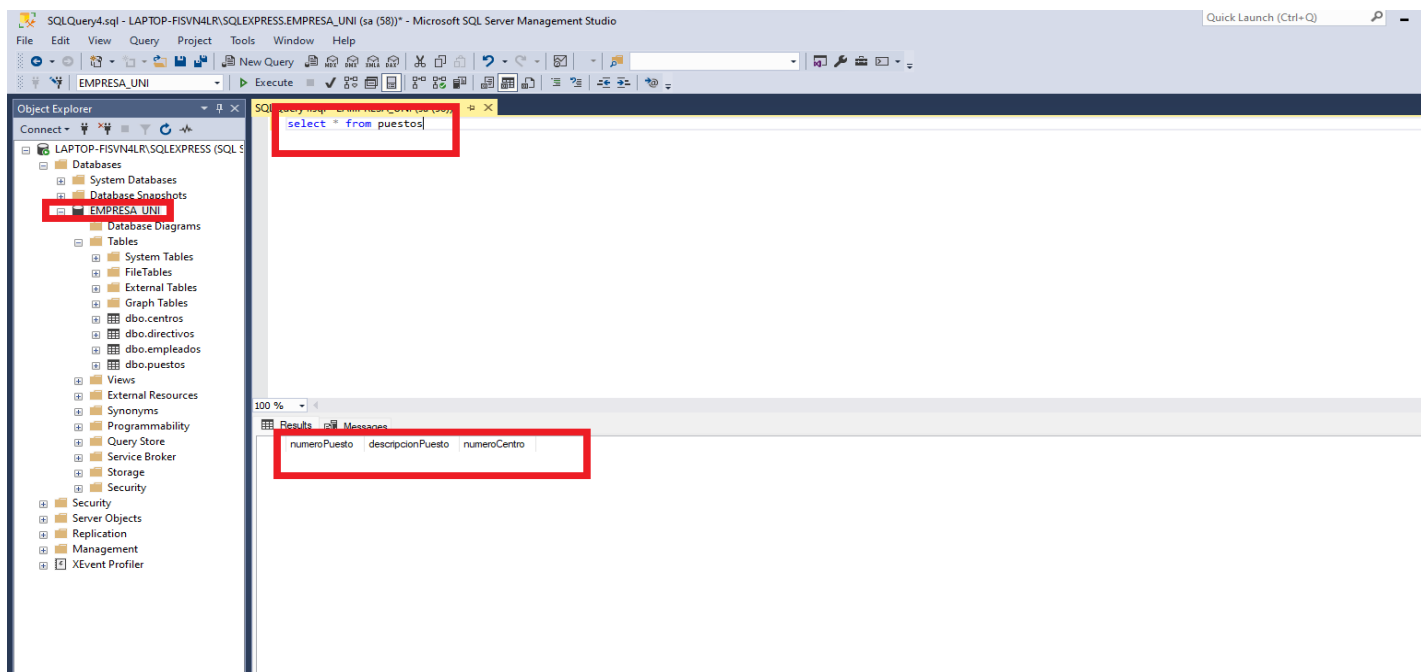 SQLQuery4.sql - LAPTOP-FISVN4LR\SQLEXPRESS.EMPRESA_UNI (sa (58))* - Microsoft SQL Server Management Studio
Quick Launch (Ctrl+Q)
File Edit View Query Project Tools Window Help
New Query
EMPRESA_UNI
Execute
Object Explorer
Connect
LAPTOP-FISVN4LR\SQLEXPRESS (SQL S
Databases
System Databases
Database Snapshots
EMPRESA_UNI
Database Diagrams
Tables
System Tables
FileTables
External Tables
Graph Tables
dbo.centros
dbo.directivos
dbo.empleados
dbo.puestos
Views
External Resources
Synonyms
Programmability
Query Store
Service Broker
Storage
Security
Security
Server Objects
Replication
Management
XEvent Profiler
select * from puestos
100 %
Results Messages
numeroPuesto descripcionPuesto numeroCentro